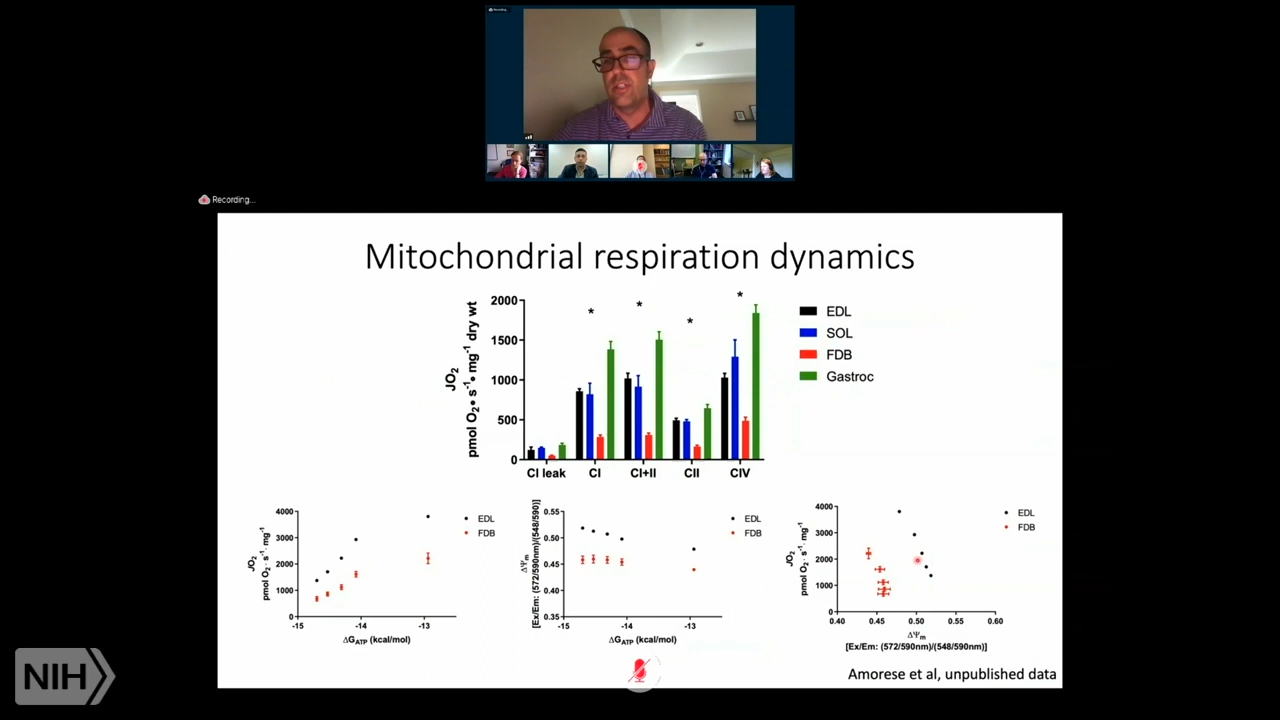 Recording...
Recording...
Mitochondrial respiration dynamics
JO2
pmol O2• s-1• mg-1 dry wt
2000
1500
1000
500
0
*
*
*
*
CI leak CI CI+II CII CIV
EDL
SOL
FDB
Gastroc
JO2
pmol O2 · s-1 · mg-1
4000
3000
2000
1000
0
-15 -14 -13
ΔGATP (kcal/mol)
EDL
FDB
ΔΨm
[Ex/Em: (572/590nm)/(548/590nm)]
0.55
0.50
0.45
0.40
0.35
-15 -14 -13
ΔGATP (kcal/mol)
EDL
FDB
JO2
pmol O2 · s-1 · mg-1
4000
3000
2000
1000
0
0.40 0.45 0.50 0.55 0.60
ΔΨm
[Ex/Em: (572/590nm)/(548/590nm)]
EDL
FDB
Amorese et al, unpublished data
NIH